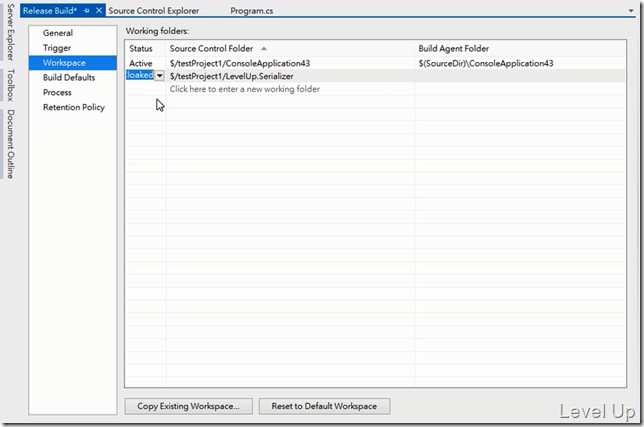 Release Build* Source Control Explorer Program.cs
Server Explorer
Toolbox
Document Outline
General
Trigger
Workspace
Build Defaults
Process
Retention Policy
Working folders:
Status Source Control Folder Build Agent Folder
Active $/testProject1/ConsoleApplication43 $(SourceDir)\ConsoleApplication43
loaked $/testProject1/LevelUp.Serializer
Click here to enter a new working folder
Copy Existing Workspace... Reset to Default Workspace
Level Up